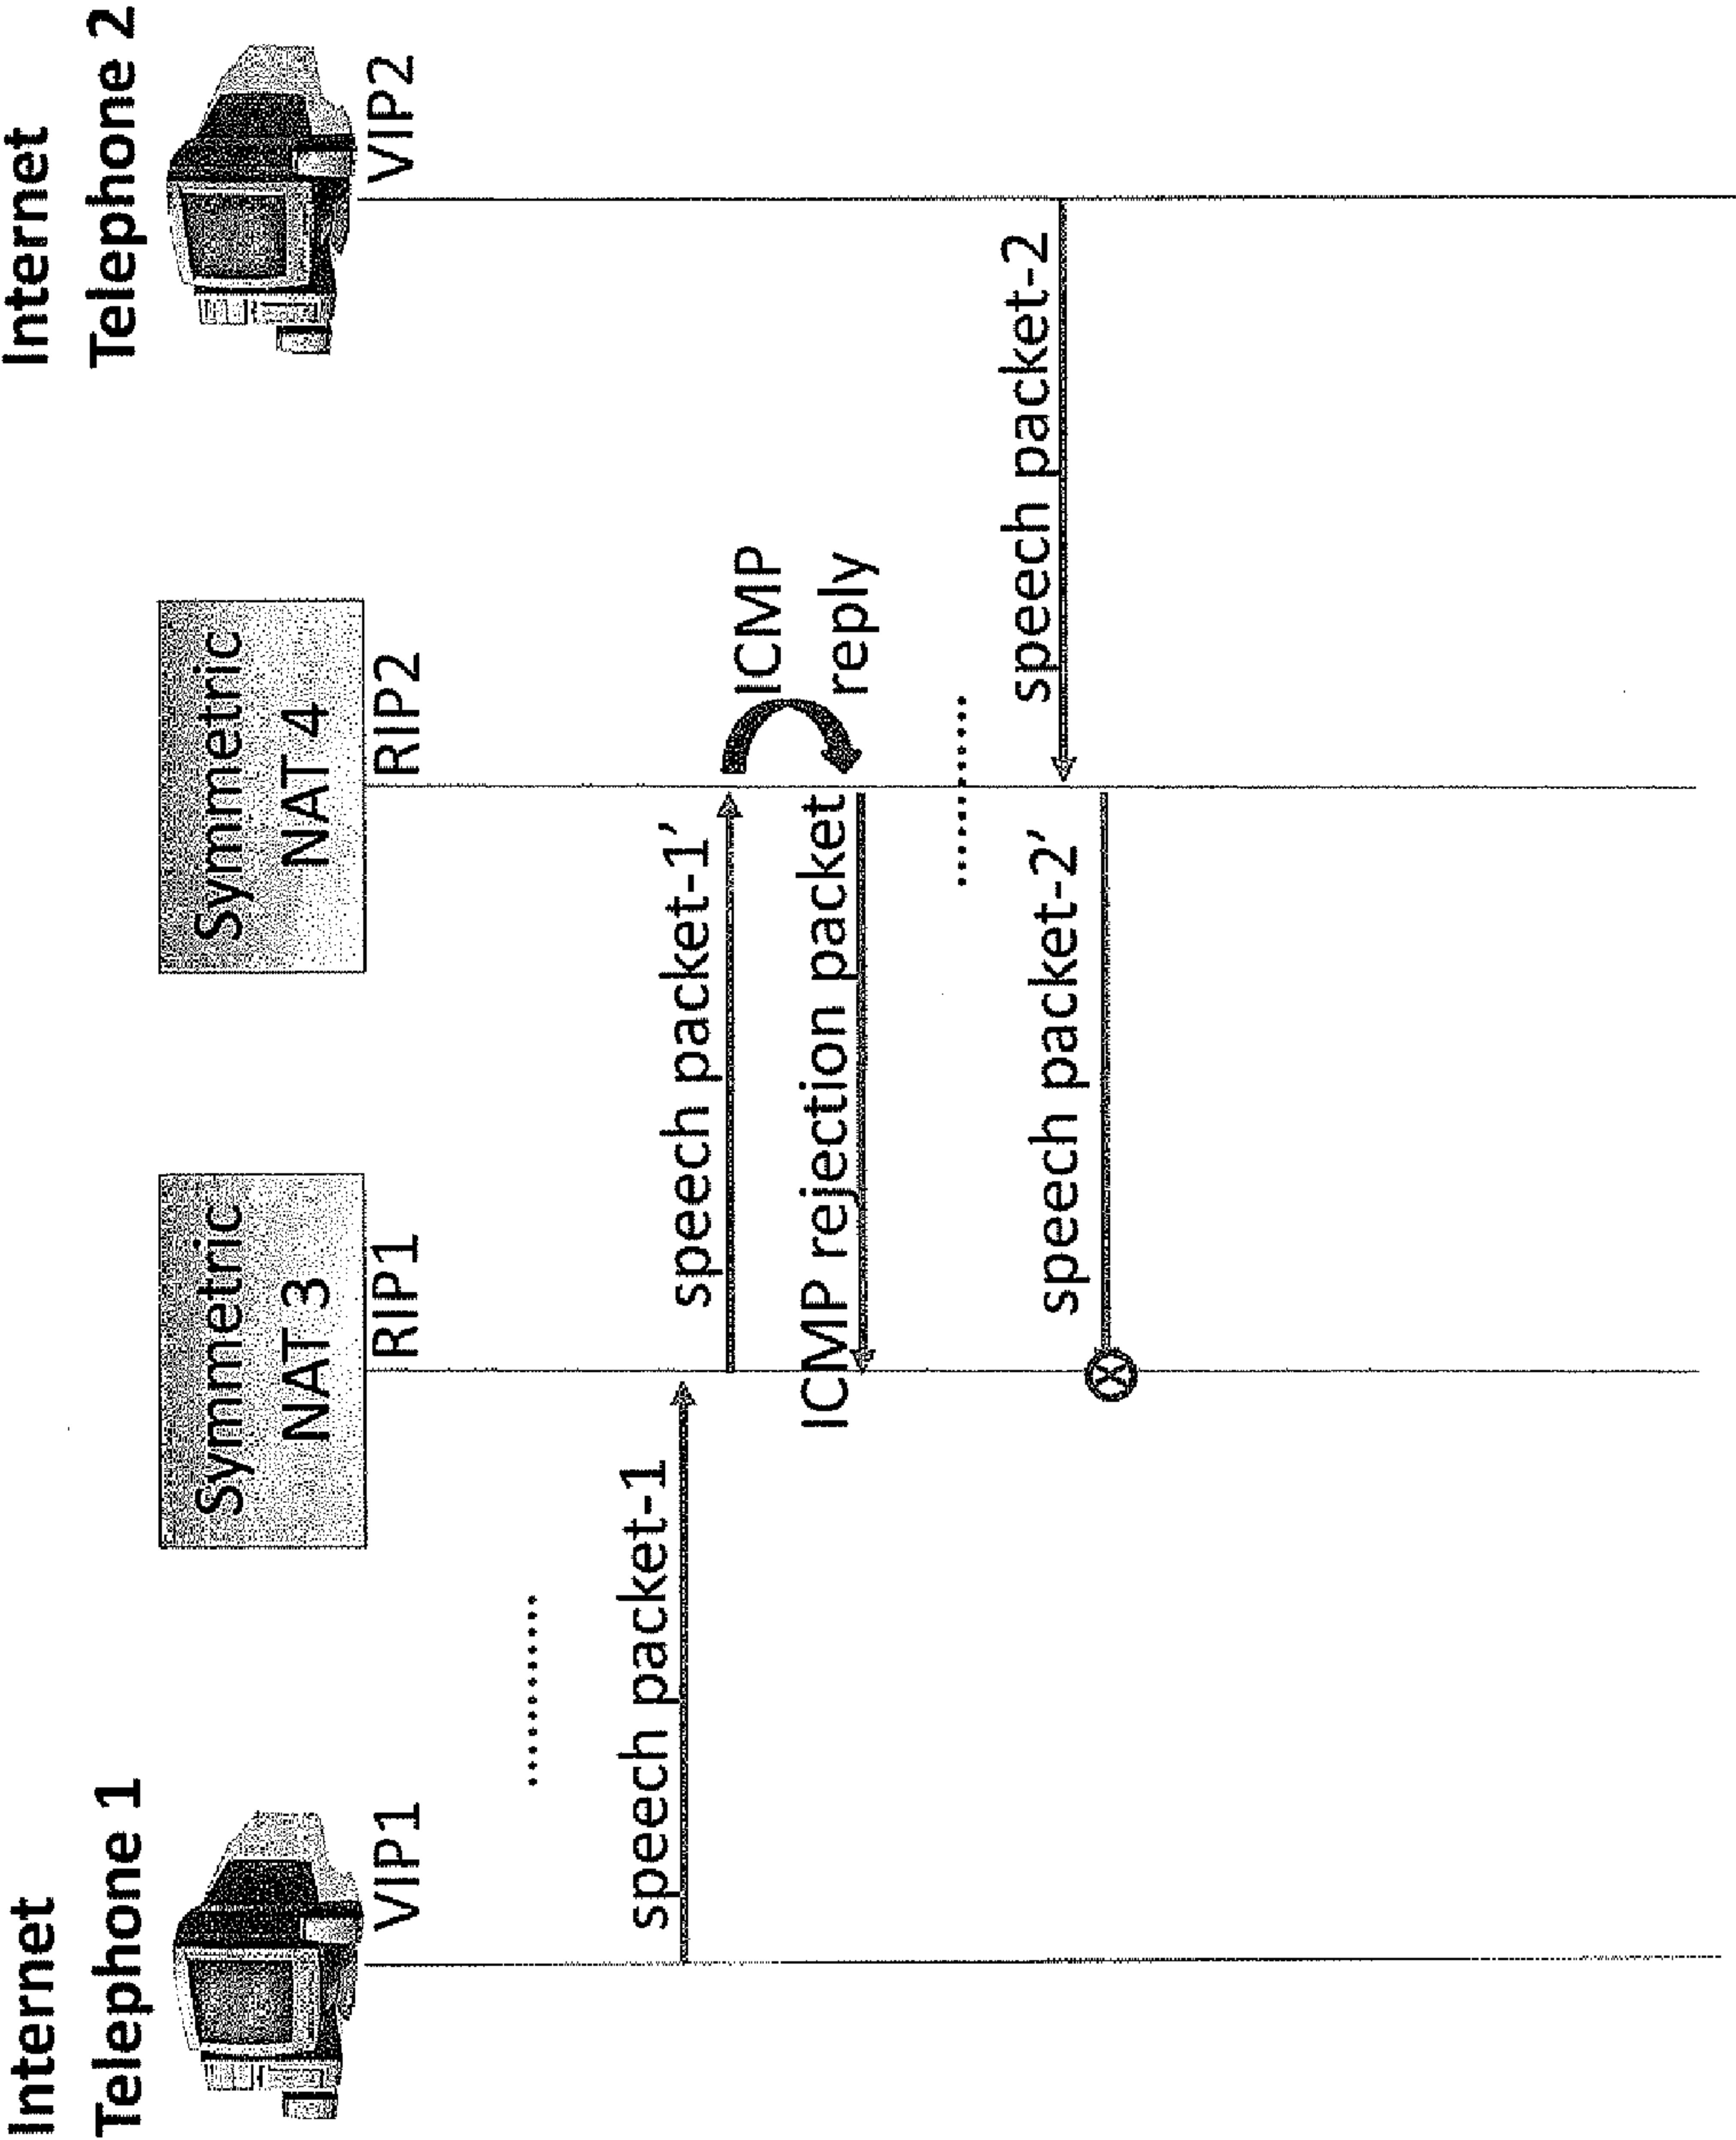 Internet
Telephone 1
VIP1
Symmetric
NAT 3
RIP1
Symmetric
NAT 4
RIP2
Internet
Telephone 2
VIP2
............
speech packet-1
speech packet-1'
ICMP
reply
ICMP rejection packet
............
speech packet-2
speech packet-2'